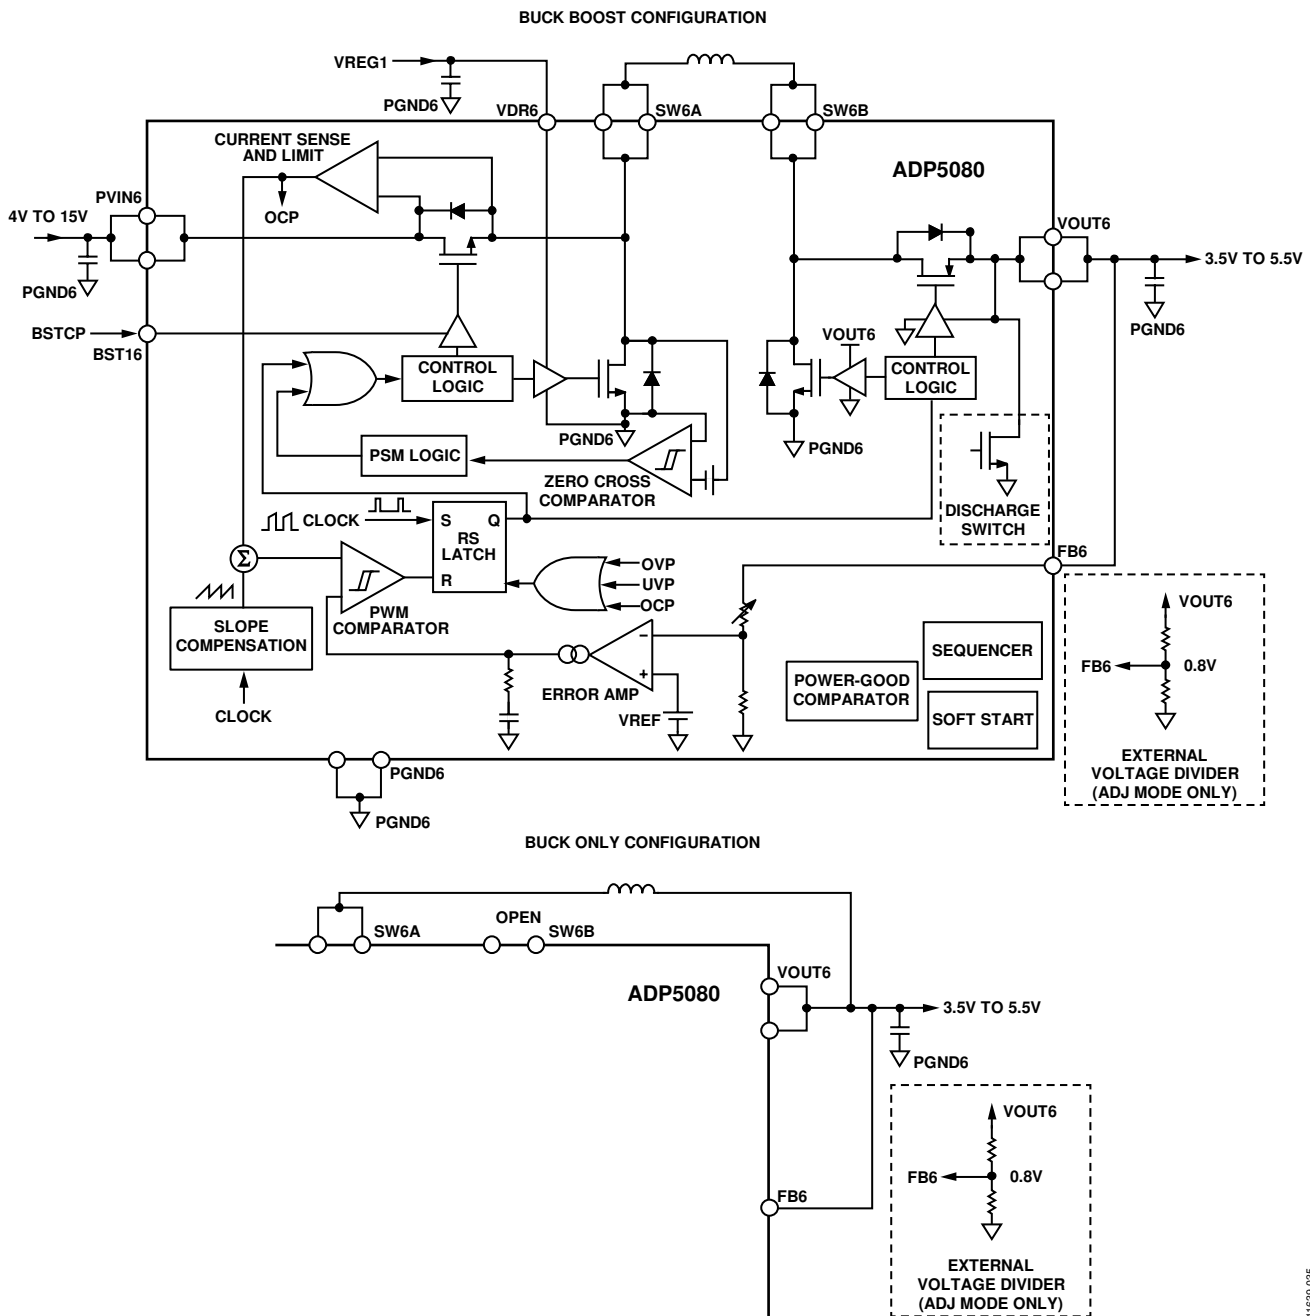 BUCK BOOST CONFIGURATION
VREG1
PGND6
VDR6
SW6A
SW6B
CURRENT SENSE
AND LIMIT
ADP5080
OCP
PVIN6
4V TO 15V
PGND6
VOUT6
3.5V TO 5.5V
PGND6
BSTCP
BST16
VOUT6
CONTROL
LOGIC
CONTROL
LOGIC
PGND6
PGND6
PSM LOGIC
ZERO CROSS
COMPARATOR
DISCHARGE
SWITCH
CLOCK
S
Q
RS
LATCH
R
Σ
OVP
UVP
OCP
FB6
PWM
COMPARATOR
SLOPE
COMPENSATION
CLOCK
−
+
ERROR AMP
VREF
POWER-GOOD
COMPARATOR
SEQUENCER
SOFT START
VOUT6
FB6
0.8V
EXTERNAL
VOLTAGE DIVIDER
(ADJ MODE ONLY)
PGND6
PGND6
BUCK ONLY CONFIGURATION
SW6A
OPEN
SW6B
VOUT6
ADP5080
3.5V TO 5.5V
PGND6
VOUT6
FB6
0.8V
FB6
EXTERNAL
VOLTAGE DIVIDER
(ADJ MODE ONLY)